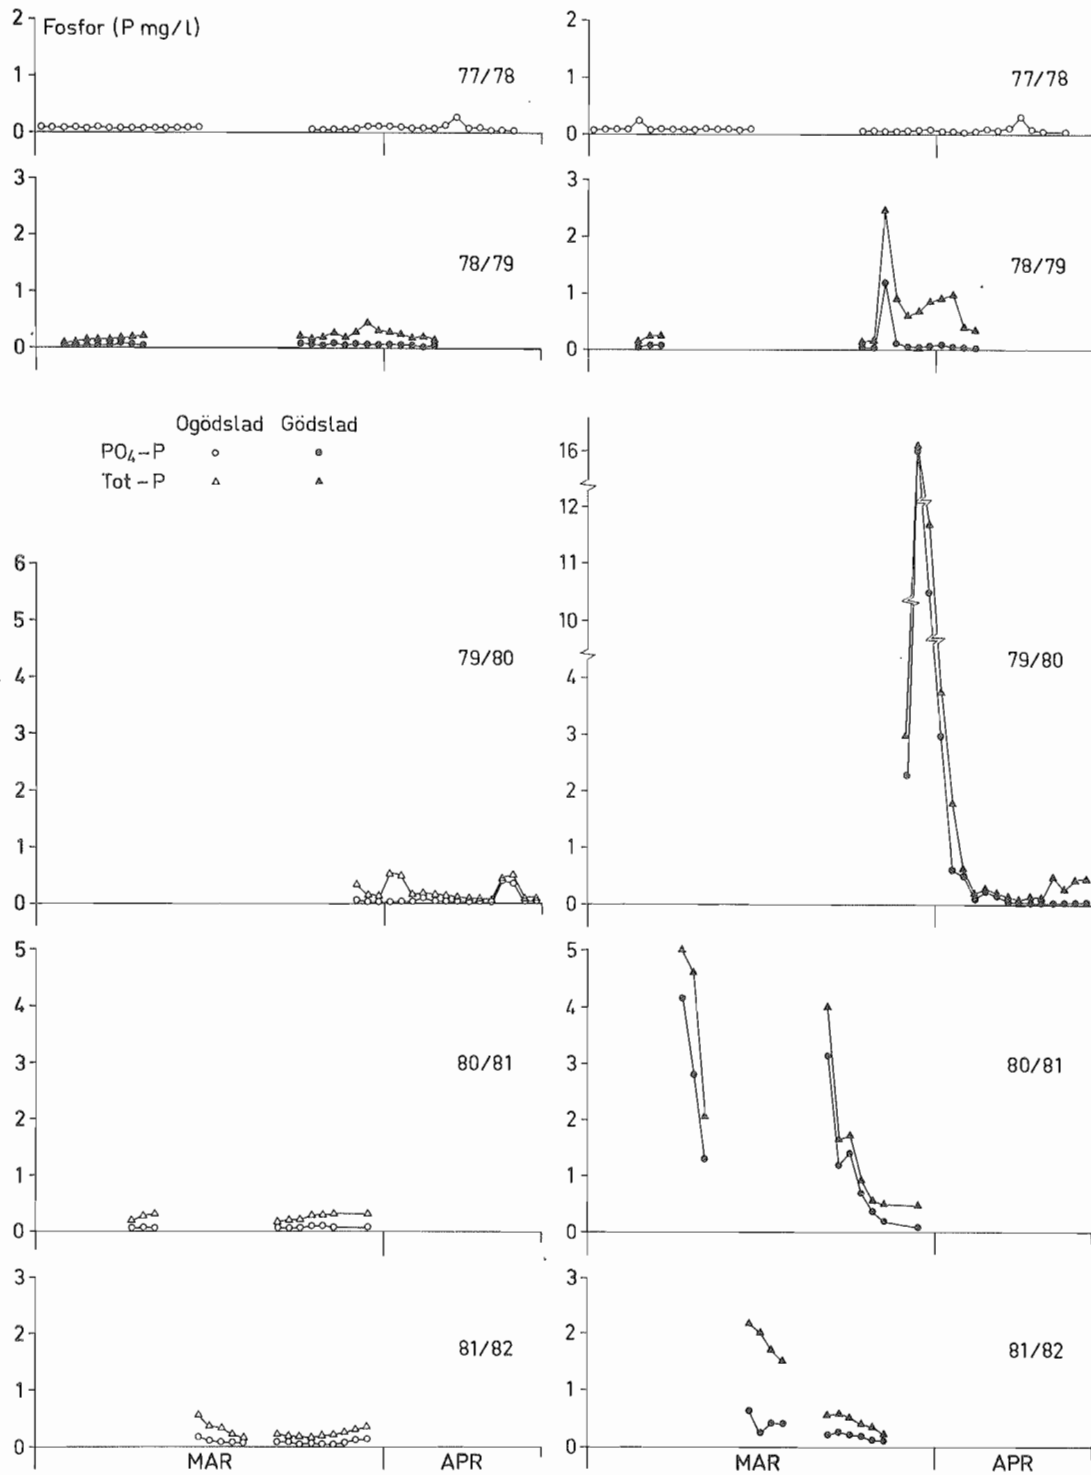 2 Fosfor (P mg/l) 2
1 77/78 1 77/78
0 0
3 3
2 78/79 2 78/79
1 1
0 0
Ogödslad Gödslad
PO₄-P 16
Tot-P
12
6 11
5 10
79/80 79/80
4 4
3 3
2 2
1 1
0 0
5 5
4 4
3 80/81 3 80/81
2 2
1 1
0 0
3 3
2 81/82 2 81/82
1 1
0 0
MAR APR MAR APR